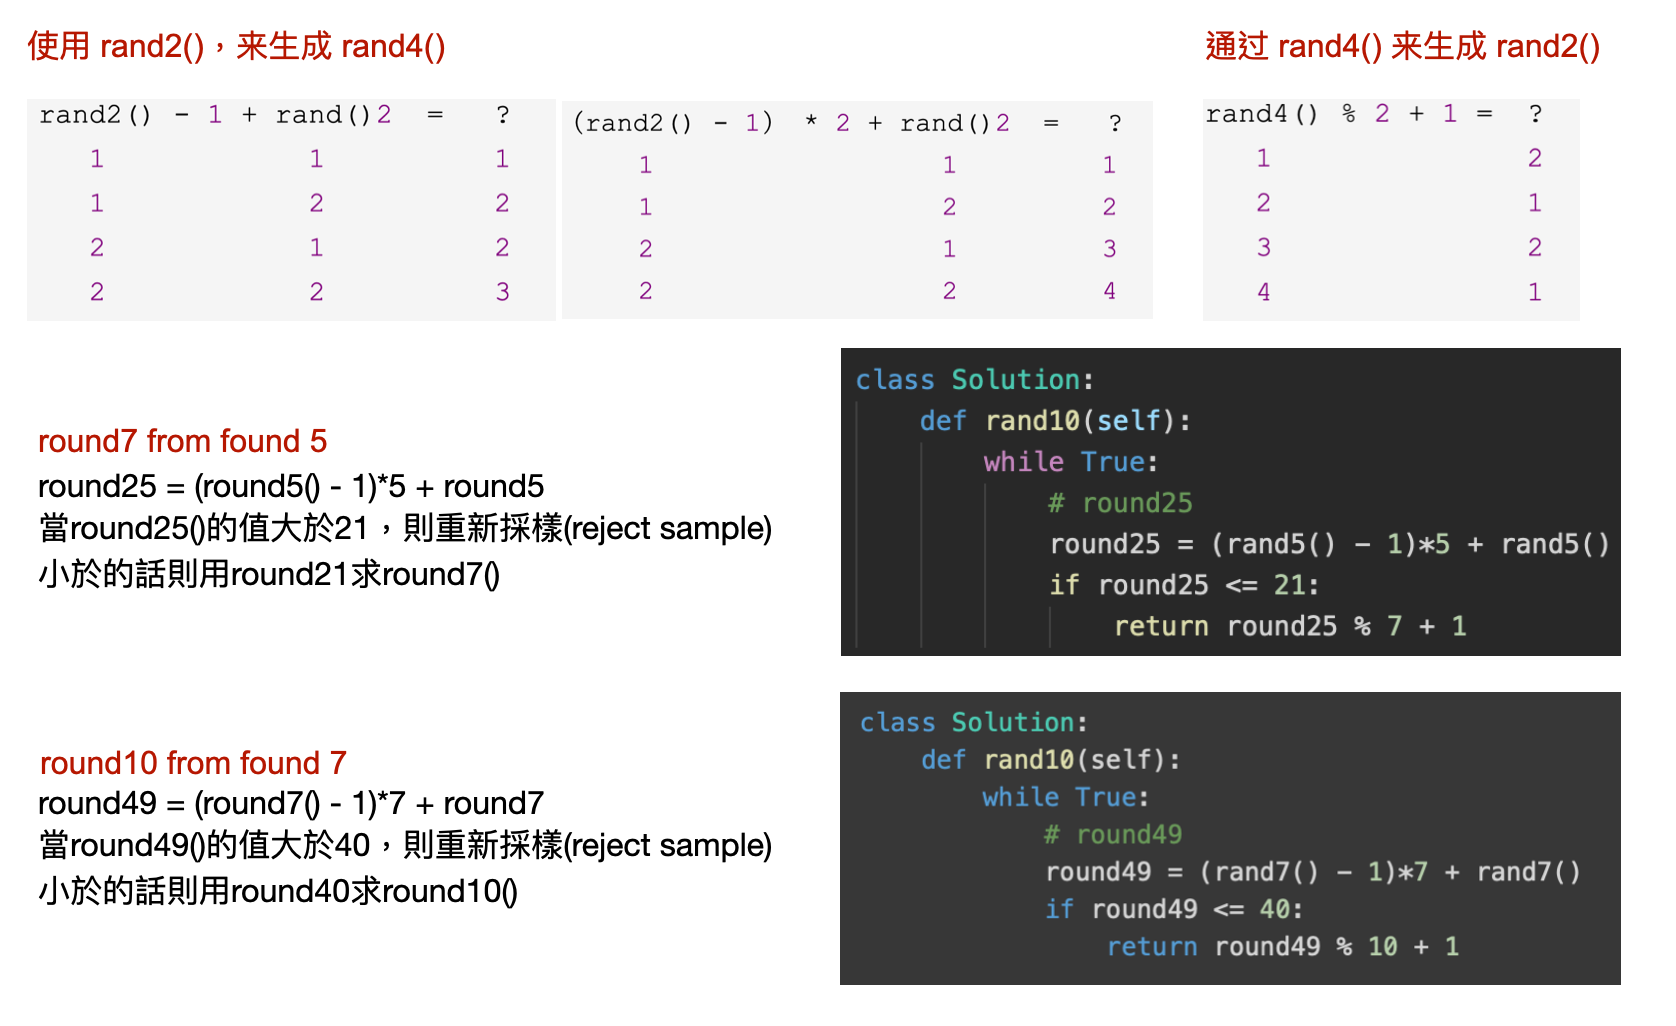 使用 rand2()，来生成 rand4()
通过 rand4() 来生成 rand2()
rand2() - 1 + rand()2 = ?
1 1 1
1 2 2
2 1 2
2 2 3
(rand2() - 1) * 2 + rand()2 = ?
1 1 1
1 2 2
2 1 3
2 2 4
rand4() % 2 + 1 = ?
1 2
2 1
3 2
4 1
round7 from found 5
round25 = (round5() - 1)*5 + round5
當round25()的值大於21，則重新採樣(reject sample)
小於的話則用round21求round7()
class Solution:
def rand10(self):
while True:
# round25
round25 = (rand5() - 1)*5 + rand5()
if round25 <= 21:
return round25 % 7 + 1
round10 from found 7
round49 = (round7() - 1)*7 + round7
當round49()的值大於40，則重新採樣(reject sample)
小於的話則用round40求round10()
class Solution:
def rand10(self):
while True:
# round49
round49 = (rand7() - 1)*7 + rand7()
if round49 <= 40:
return round49 % 10 + 1